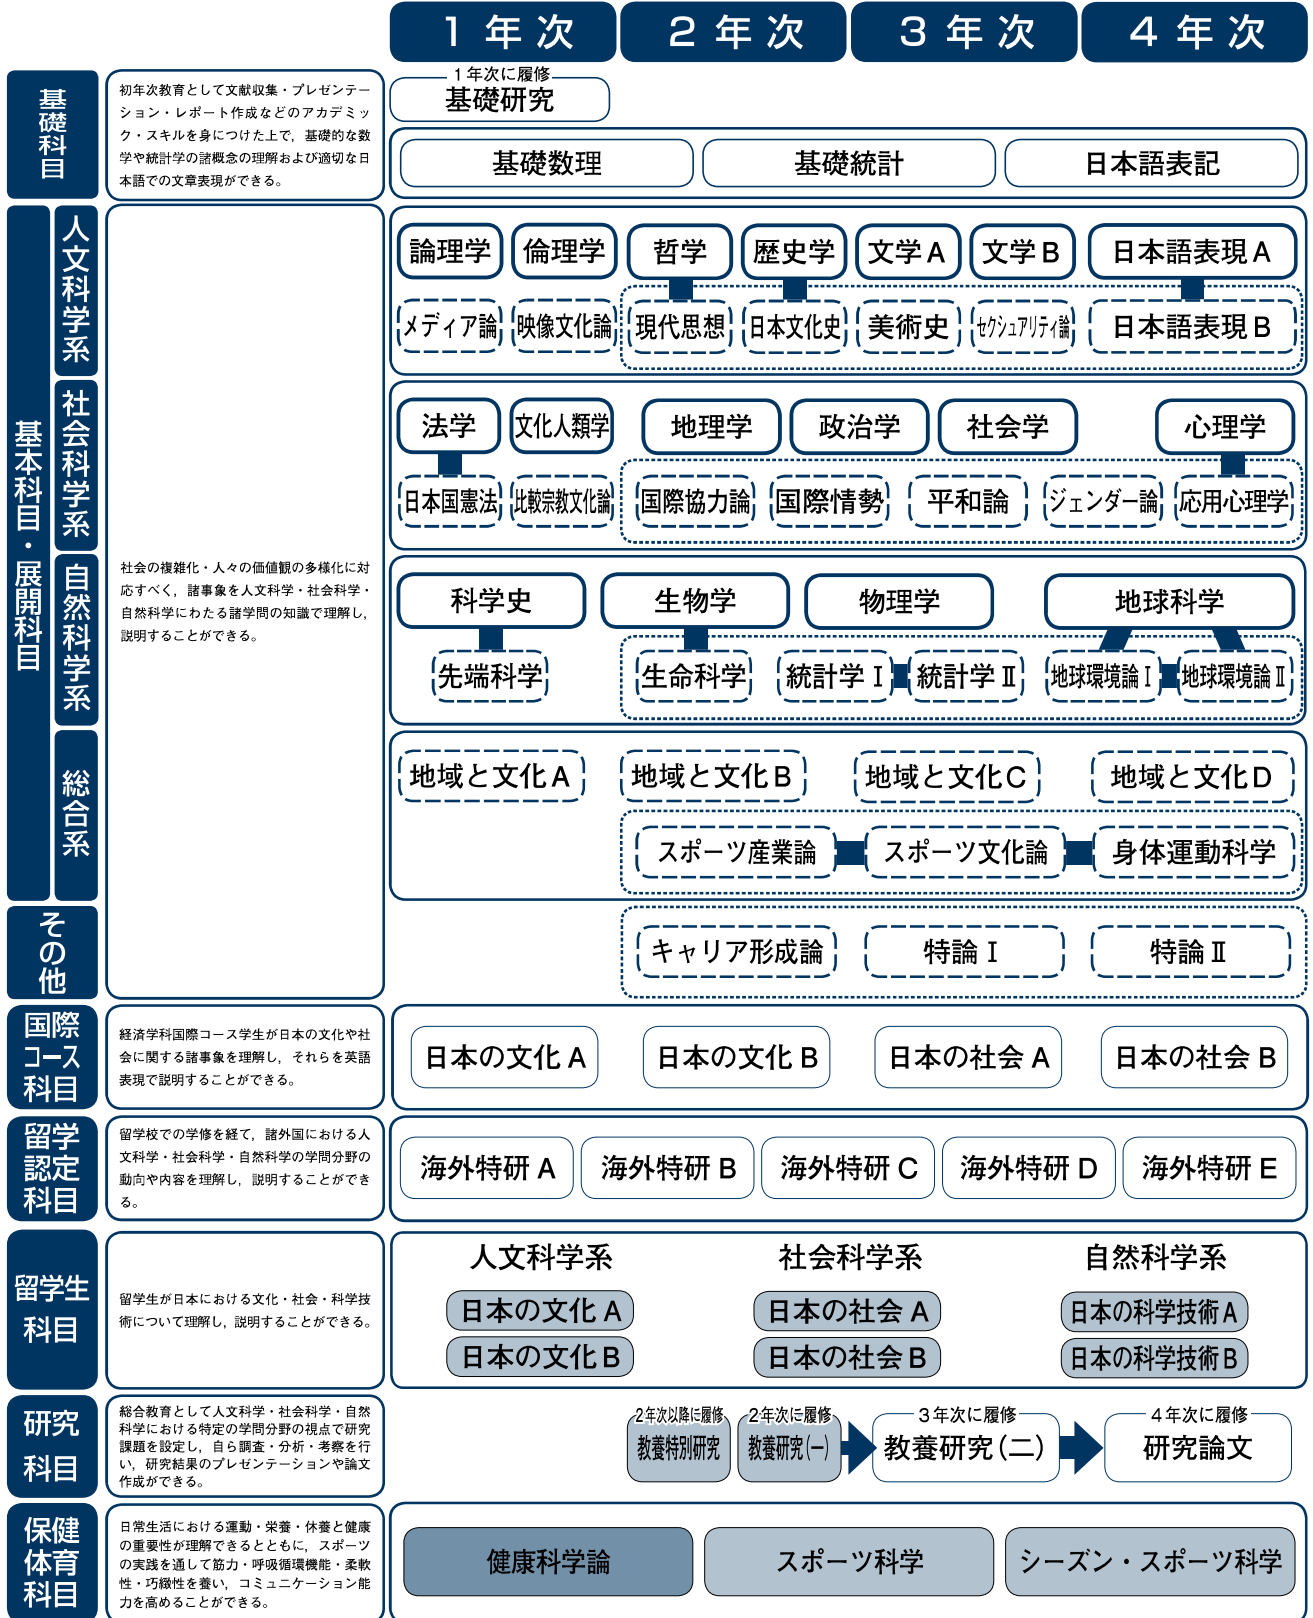 1年次 2年次 3年次 4年次
基礎科目
初年次教育として文献収集・プレゼンテー
ション・レポート作成などのアカデミッ
ク・スキルを身につけた上で，基礎的な数
学や統計学の諸概念の理解および適切な日
本語での文章表現ができる。
1年次に履修
基礎研究
基礎数理 基礎統計 日本語表記
基本科目・展開科目
人文科学系
論理学 倫理学 哲学 歴史学 文学A 文学B 日本語表現A
メディア論 映像文化論 現代思想 日本文化史 美術史 セクシュアリティ論 日本語表現B
社会科学系
法学 文化人類学 地理学 政治学 社会学 心理学
日本国憲法 比較宗教文化論 国際協力論 国際情勢 平和論 ジェンダー論 応用心理学
社会の複雑化・人々の価値観の多様化に対
応すべく，諸事象を人文科学・社会科学・
自然科学にわたる諸学問の知識で理解し，
説明することができる。
自然科学系
科学史 生物学 物理学 地球科学
先端科学 生命科学 統計学Ⅰ 統計学Ⅱ 地球環境論Ⅰ 地球環境論Ⅱ
総合系
地域と文化A 地域と文化B 地域と文化C 地域と文化D
スポーツ産業論 スポーツ文化論 身体運動科学
その他
キャリア形成論 特論Ⅰ 特論Ⅱ
国際
コース
科目
経済学科国際コース学生が日本の文化や社
会に関する諸事象を理解し，それらを英語
表現で説明することができる。
日本の文化A 日本の文化B 日本の社会A 日本の社会B
留学
認定
科目
留学校での学修を経て，諸外国における人
文科学・社会科学・自然科学の学問分野の
動向や内容を理解し，説明することができ
る。
海外特研A 海外特研B 海外特研C 海外特研D 海外特研E
留学生
科目
留学生が日本における文化・社会・科学技
術について理解し，説明することができる。
人文科学系 社会科学系 自然科学系
日本の文化A 日本の社会A 日本の科学技術A
日本の文化B 日本の社会B 日本の科学技術B
研究
科目
総合教育として人文科学・社会科学・自然
科学における特定の学問分野の視点で研究
課題を設定し，自ら調査・分析・考察を行
い，研究結果のプレゼンテーションや論文
作成ができる。
2年次以降に履修 2年次に履修 3年次に履修 4年次に履修
教養特別研究 教養研究(一) 教養研究(二) 研究論文
保健
体育
科目
日常生活における運動・栄養・休養と健康
の重要性が理解できるとともに，スポーツ
の実践を通して筋力・呼吸循環機能・柔軟
性・巧緻性を養い，コミュニケーション能
力を高めることができる。
健康科学論 スポーツ科学 シーズン・スポーツ科学